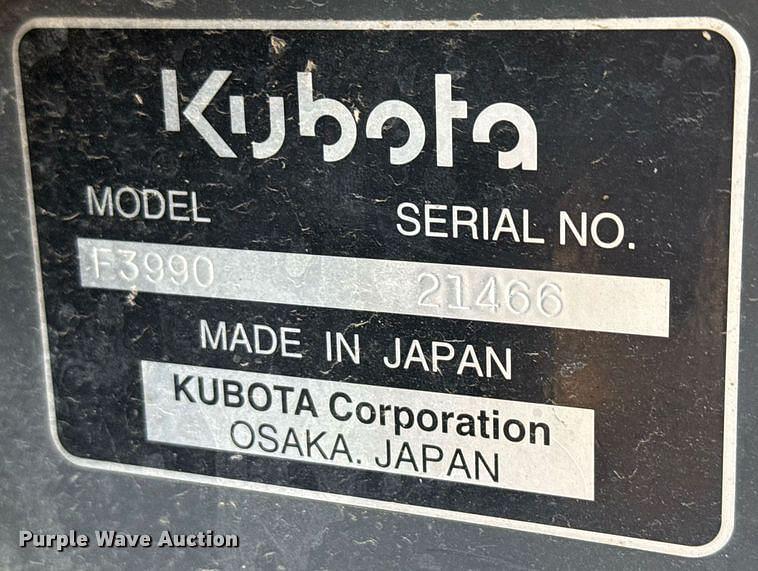 Kubota
MODEL SERIAL NO.
F3990 21466
MADE IN JAPAN
KUBOTA Corporation
OSAKA. JAPAN
Purple Wave Auction